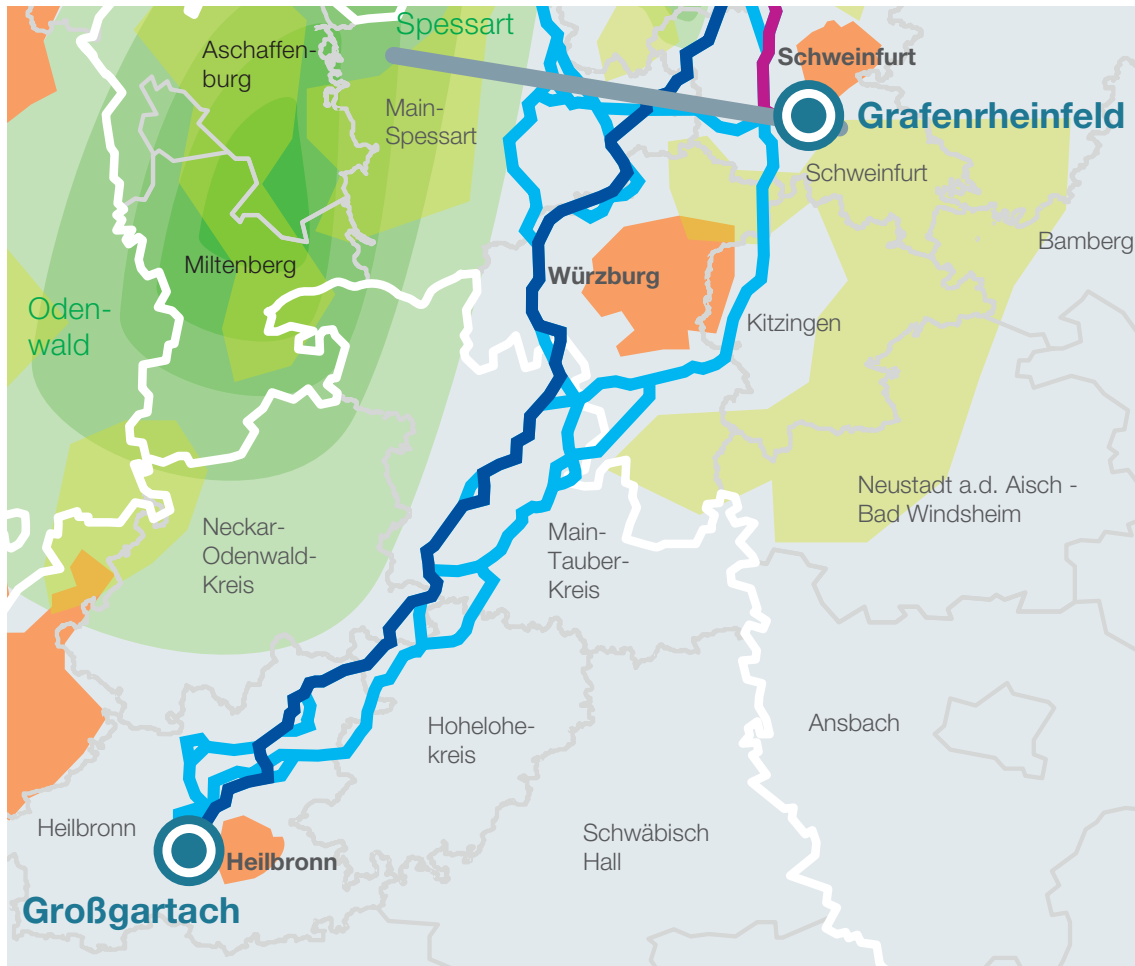 Spessart
Aschaffen-
burg
Schweinfurt
Main-
Spessart
Grafenrheinfeld
Schweinfurt
Bamberg
Miltenberg
Würzburg
Oden-
wald
Kitzingen
Neustadt a.d. Aisch -
Bad Windsheim
Neckar-
Odenwald-
Kreis
Main-
Tauber-
Kreis
Hohelohe-
kreis
Ansbach
Heilbronn
Schwäbisch
Hall
Heilbronn
Großgartach